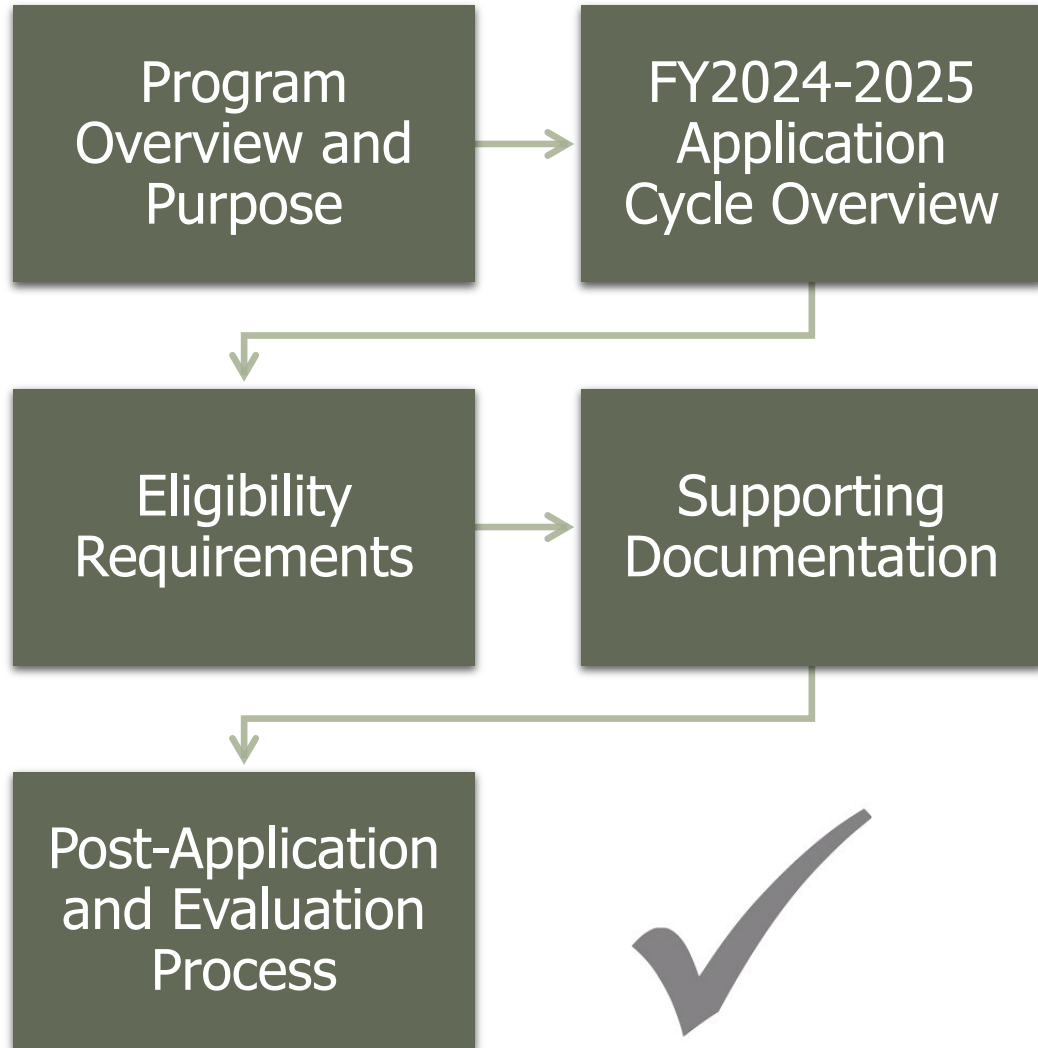 Program
Overview and
Purpose
FY2024-2025
Application
Cycle Overview
Eligibility
Requirements
Supporting
Documentation
Post-Application
and Evaluation
Process